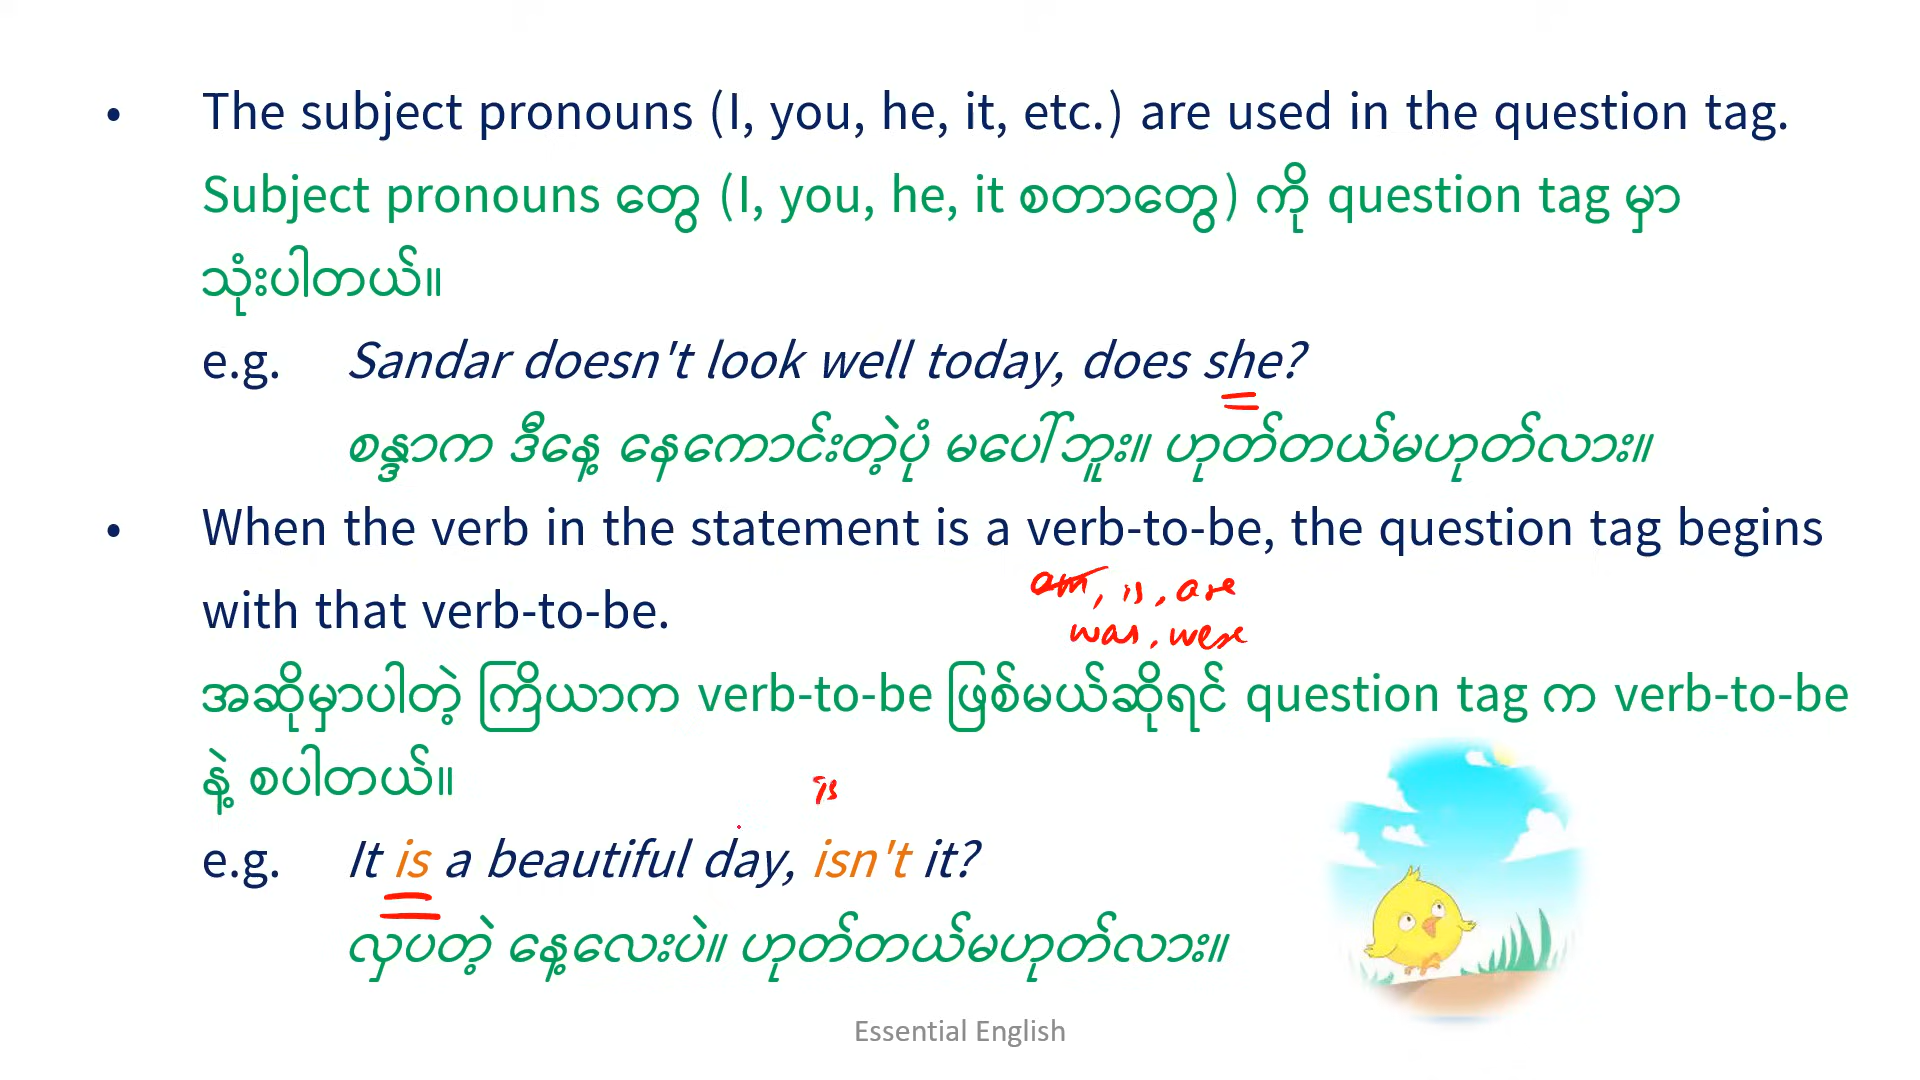 • The subject pronouns (I, you, he, it, etc.) are used in the question tag.
Subject pronouns တွေ (I, you, he, it စတာတွေ) ကို question tag မှာ
သုံးပါတယ်။
e.g. Sandar doesn't look well today, does she?
စန္ဒာက ဒီနေ့ နေကောင်းတဲ့ပုံ မပေါ်ဘူး။ ဟုတ်တယ်မဟုတ်လား။
• When the verb in the statement is a verb-to-be, the question tag begins
am, is, are
with that verb-to-be.
was, were
အဆိုမှာပါတဲ့ ကြိယာက verb-to-be ဖြစ်မယ်ဆိုရင် question tag က verb-to-be
နဲ့ စပါတယ်။
is
e.g. It is a beautiful day, isn't it?
လှပတဲ့ နေ့လေးပဲ။ ဟုတ်တယ်မဟုတ်လား။
Essential English